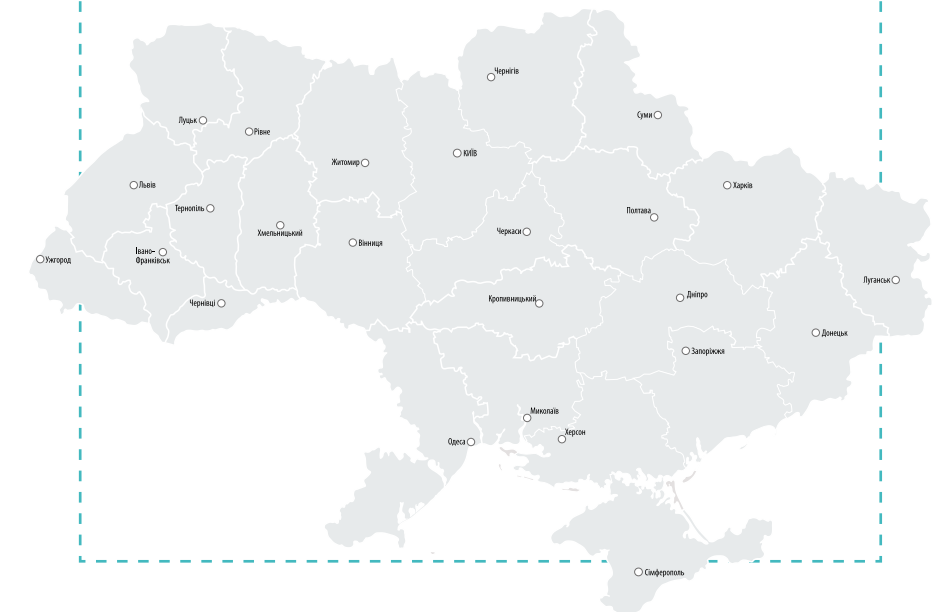 Чернігів
Суми
Луцьк
Рівне
КИЇВ
Житомир
Львів
Харків
Тернопіль
Полтава
Хмельницький
Черкаси
Вінниця
Івано–
Франківськ
Ужгород
Луганськ
Чернівці
Кропивницький
Дніпро
Донецьк
Запоріжжя
Миколаїв
Херсон
Одеса
Сімферополь